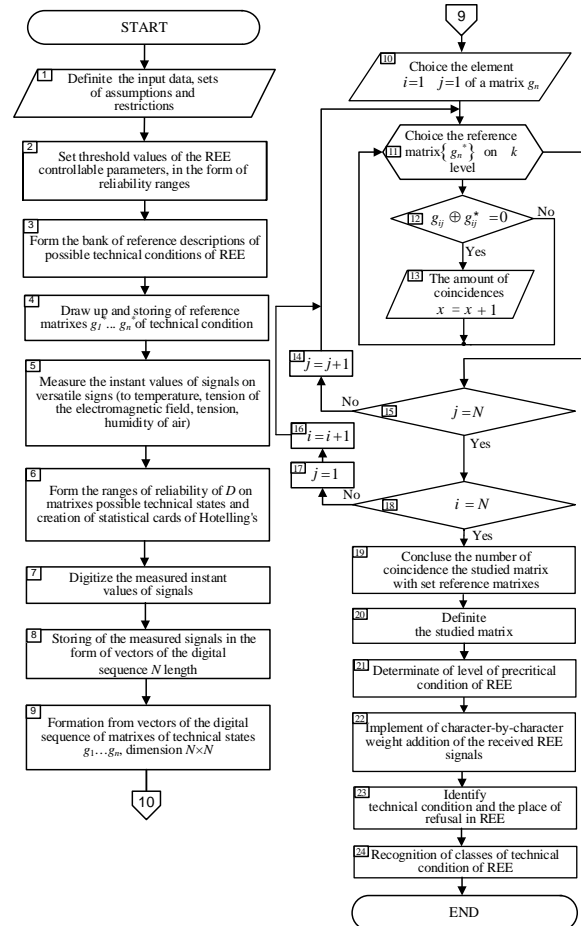 START
1
Definite the input data, sets
of assumptions and
restrictions
2
Set threshold values of the REE
controllable parameters, in the form of
reliability ranges
3
Form the bank of reference descriptions of
possible technical conditions of REE
4
Draw up and storing of reference
matrixes g1 ... gn* of technical condition
5
Measure the instant values of signals on
versatile signs (to temperature, tension of
the electromagnetic field, tension,
humidity of air)
6
Form the ranges of reliability of D on
matrixes possible technical states and
creation of statistical cards of Hotelling's
7
Digitize the measured instant
values of signals
8
Storing of the measured signals in the
form of vectors of the digital
sequence N length
9
Formation from vectors of the digital
sequence of matrixes of technical states
g1…gn, dimension N×N
10
9
10
Choice the element
i=1 j=1 of a matrix gn
Choice the reference
11
matrix{gn*} on k
level
12
gij ⊕ gij* = 0
No
Yes
13
The amount of
coincidences
x = x + 1
14
j = j+1
No
15
j = N
Yes
16
i = i+1
17
j = 1
No
18
i = N
Yes
19
Concluse the number of
coincidence the studied matrix
with set reference matrixes
20
Definite
the studied matrix
21
Determinate of level of precritical
condition of REE
22
Implement of character-by-character
weight addition of the received REE
signals
23
Identify
technical condition and the place of
refusal in REE
24
Recognition of classes of technical
condition of REE
END